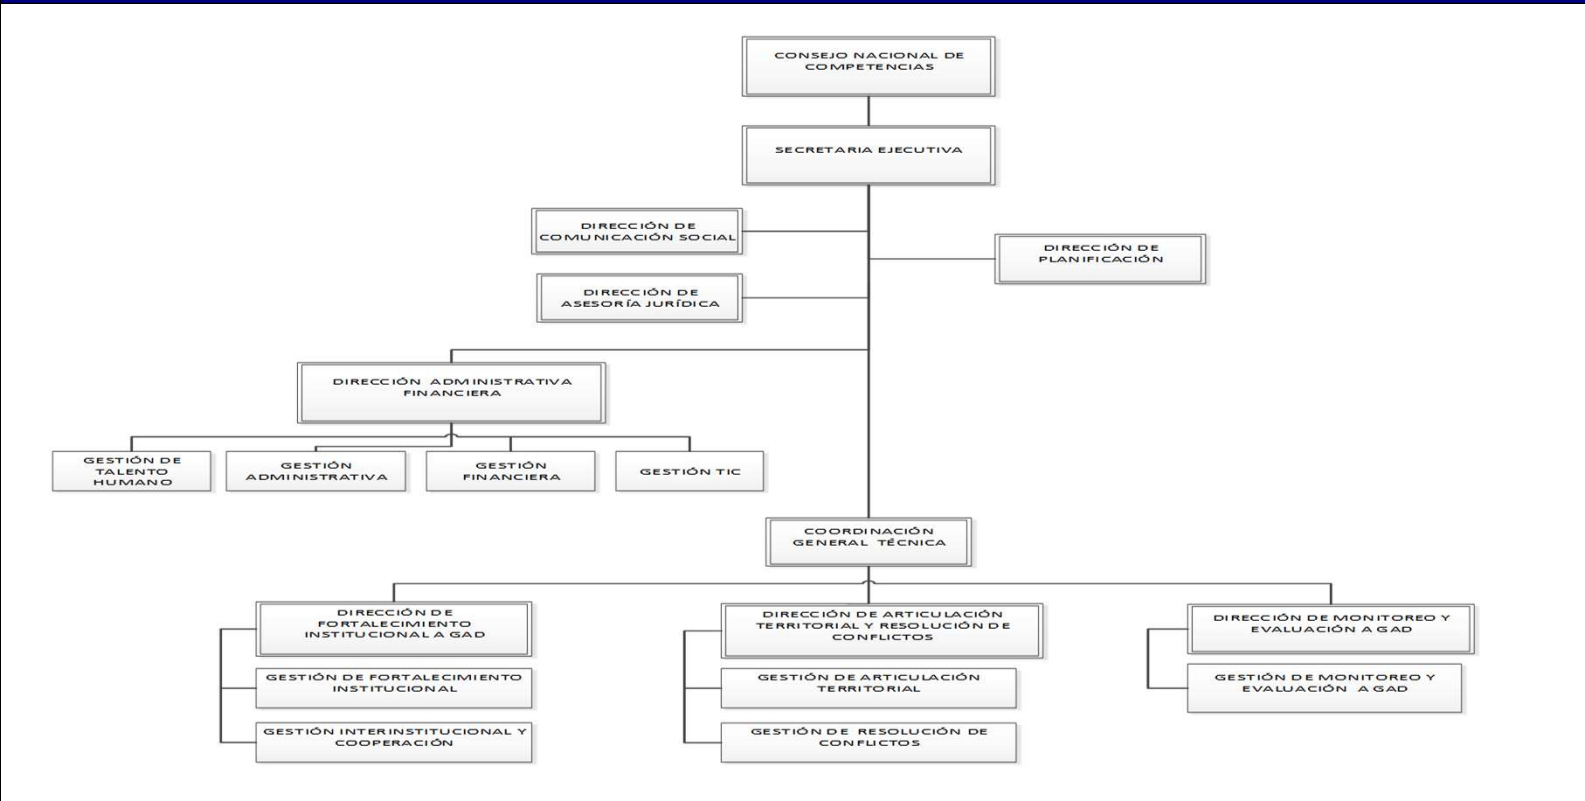 CONSEJO NACIONAL DE
COMPETENCIAS
SECRETARIA EJECUTIVA
DIRECCIÓN DE
COMUNICACIÓN SOCIAL
DIRECCIÓN DE
PLANIFICACIÓN
DIRECCIÓN DE
ASESORÍA JURÍDICA
DIRECCIÓN ADMINISTRATIVA
FINANCIERA
GESTIÓN DE
TALENTO
HUMANO
GESTIÓN
ADMINISTRATIVA
GESTIÓN
FINANCIERA
GESTIÓN TIC
COORDINACIÓN
GENERAL TÉCNICA
DIRECCIÓN DE
FORTALECIMIENTO
INSTITUCIONAL A GAD
DIRECCIÓN DE ARTICULACIÓN
TERRITORIAL Y RESOLUCIÓN DE
CONFLICTOS
DIRECCIÓN DE MONITOREO Y
EVALUACIÓN A GAD
GESTIÓN DE FORTALECIMIENTO
INSTITUCIONAL
GESTIÓN DE ARTICULACIÓN
TERRITORIAL
GESTIÓN DE MONITOREO Y
EVALUACIÓN A GAD
GESTIÓN INTERINSTITUCIONAL Y
COOPERACIÓN
GESTIÓN DE RESOLUCIÓN DE
CONFLICTOS